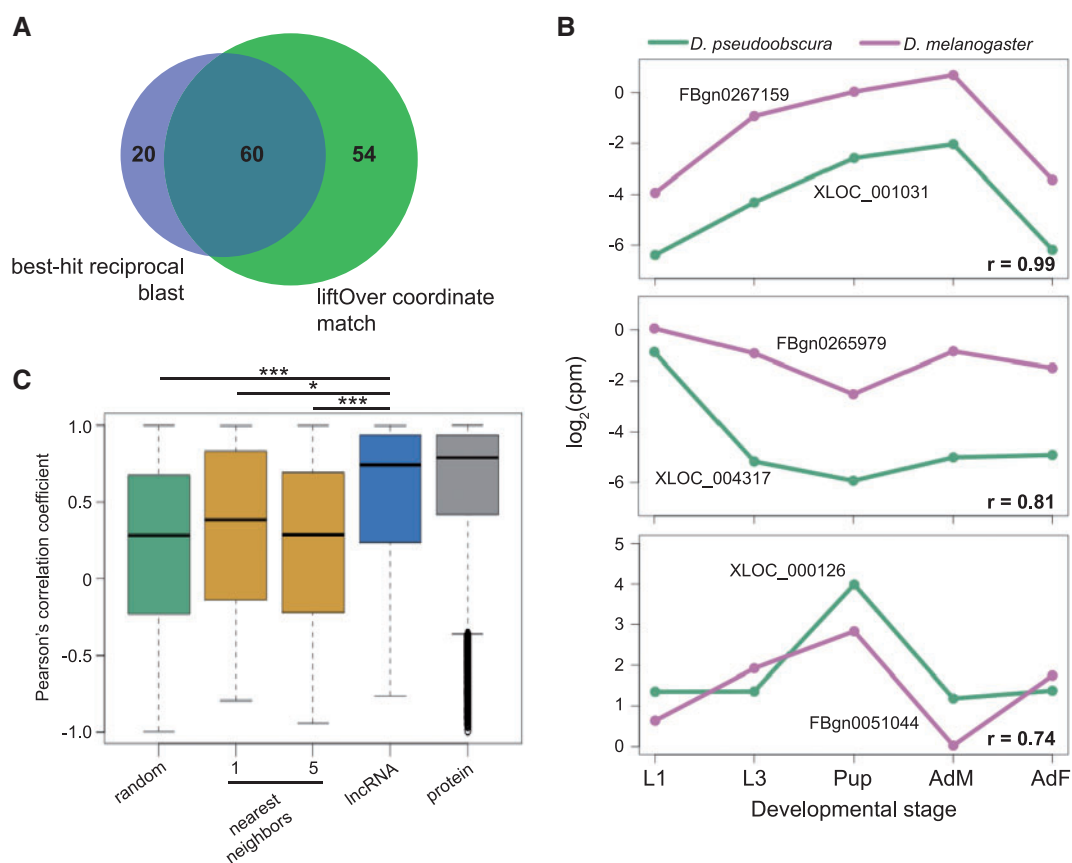 A
20
60
54
best-hit reciprocal
blast
liftOver coordinate
match
B
D. pseudoobscura
D. melanogaster
0
-2
-4
-6
FBgn0267159
XLOC_001031
r = 0.99
0
-2
-4
-6
FBgn0265979
XLOC_004317
r = 0.81
5
4
3
2
1
0
XLOC_000126
FBgn0051044
r = 0.74
log2(cpm)
L1
L3
Pup
AdM
AdF
Developmental stage
C
***
*
***
1.0
0.5
0
-0.5
-1.0
Pearson's correlation coefficient
random
1
5
nearest
neighbors
lncRNA
protein